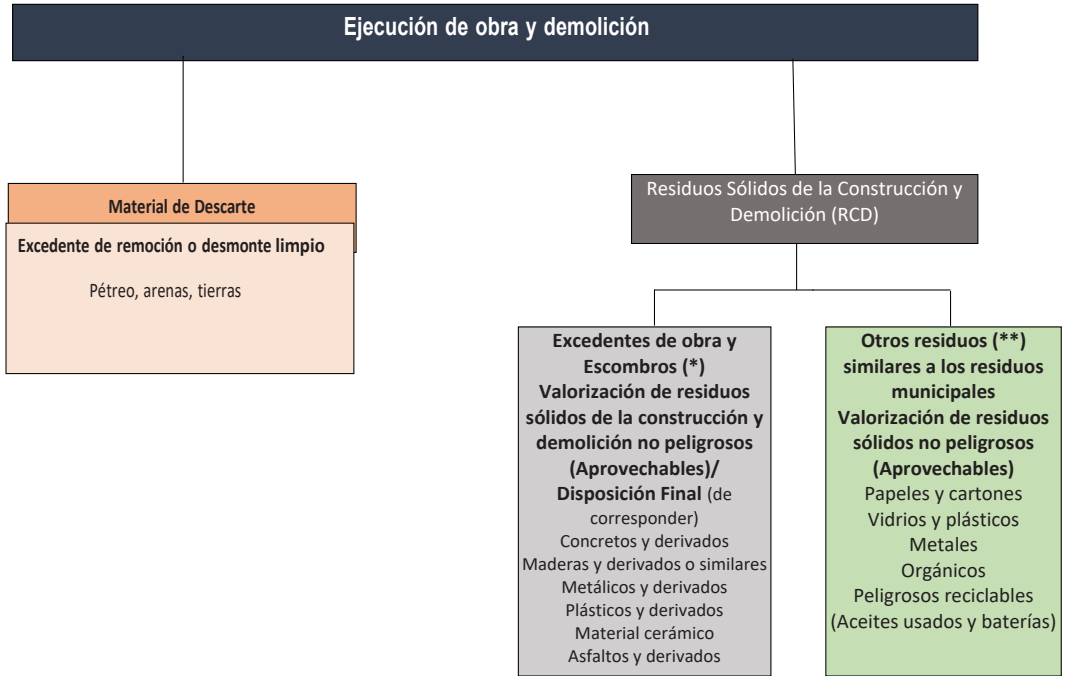 Ejecución de obra y demolición
Material de Descarte
Excedente de remoción o desmonte limpio
Pétreo, arenas, tierras
Residuos Sólidos de la Construcción y
Demolición (RCD)
Excedentes de obra y
Escombros (*)
Valorización de residuos
sólidos de la construcción y
demolición no peligrosos
(Aprovechables)/
Disposición Final (de
corresponder)
Concretos y derivados
Maderas y derivados o similares
Metálicos y derivados
Plásticos y derivados
Material cerámico
Asfaltos y derivados
Otros residuos (**)
similares a los residuos
municipales
Valorización de residuos
sólidos no peligrosos
(Aprovechables)
Papeles y cartones
Vidrios y plásticos
Metales
Orgánicos
Peligrosos reciclables
(Aceites usados y baterías)